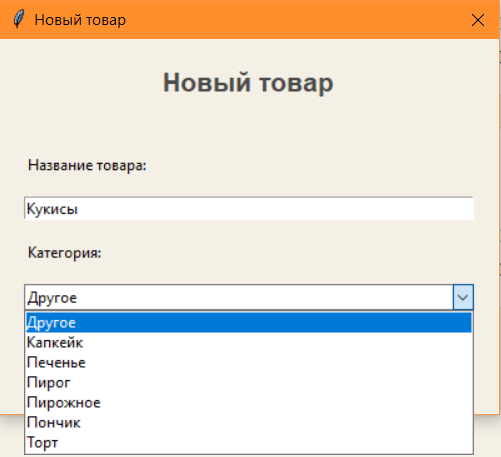 Новый товар
Новый товар
Название товара:
Кукисы
Категория:
Другое
Другое
Капкейк
Печенье
Пирог
Пирожное
Пончик
Торт